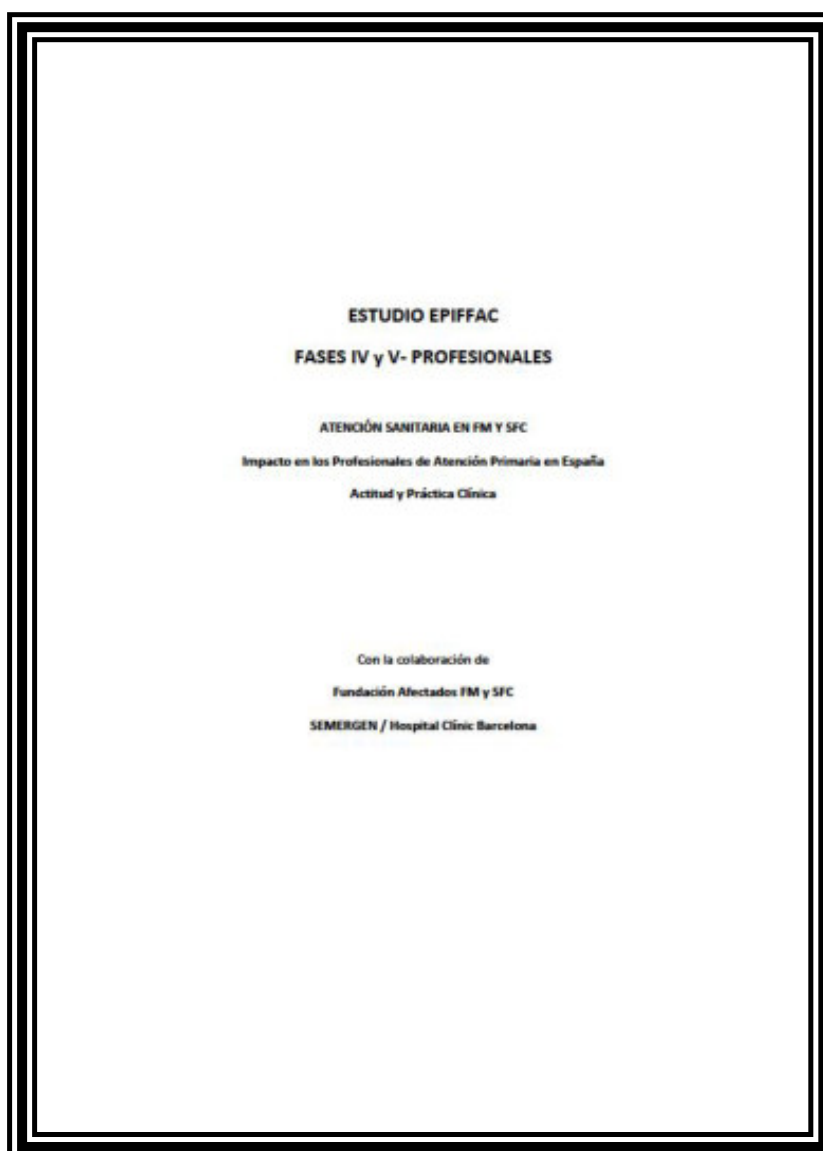 ESTUDIO EPIFFAC
FASES IV y V- PROFESIONALES
ATENCIÓN SANITARIA EN FM Y SFC
Impacto en los Profesionales de Atención Primaria en España
Actitud y Práctica Clínica
Con la colaboración de
Fundación Afectados FM y SFC
SEMERGEN / Hospital Clínic Barcelona